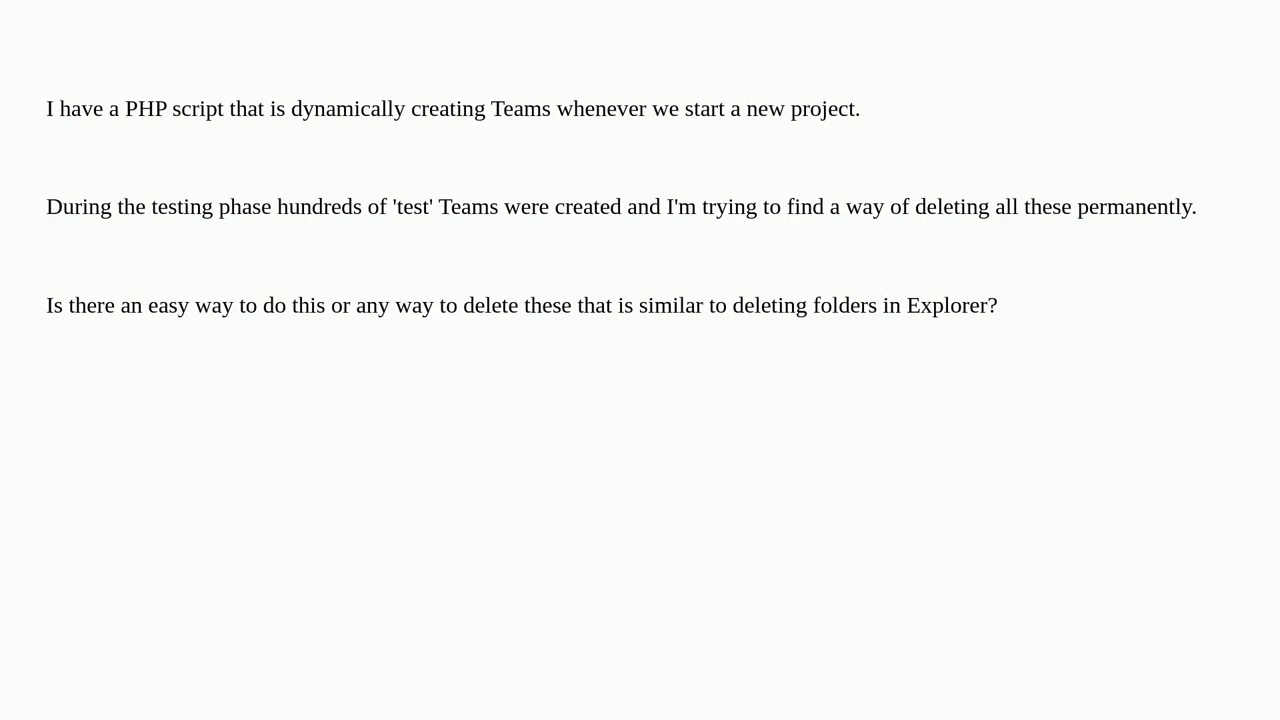 I have a PHP script that is dynamically creating Teams whenever we start a new project.
During the testing phase hundreds of 'test' Teams were created and I'm trying to find a way of deleting all these permanently.
Is there an easy way to do this or any way to delete these that is similar to deleting folders in Explorer?